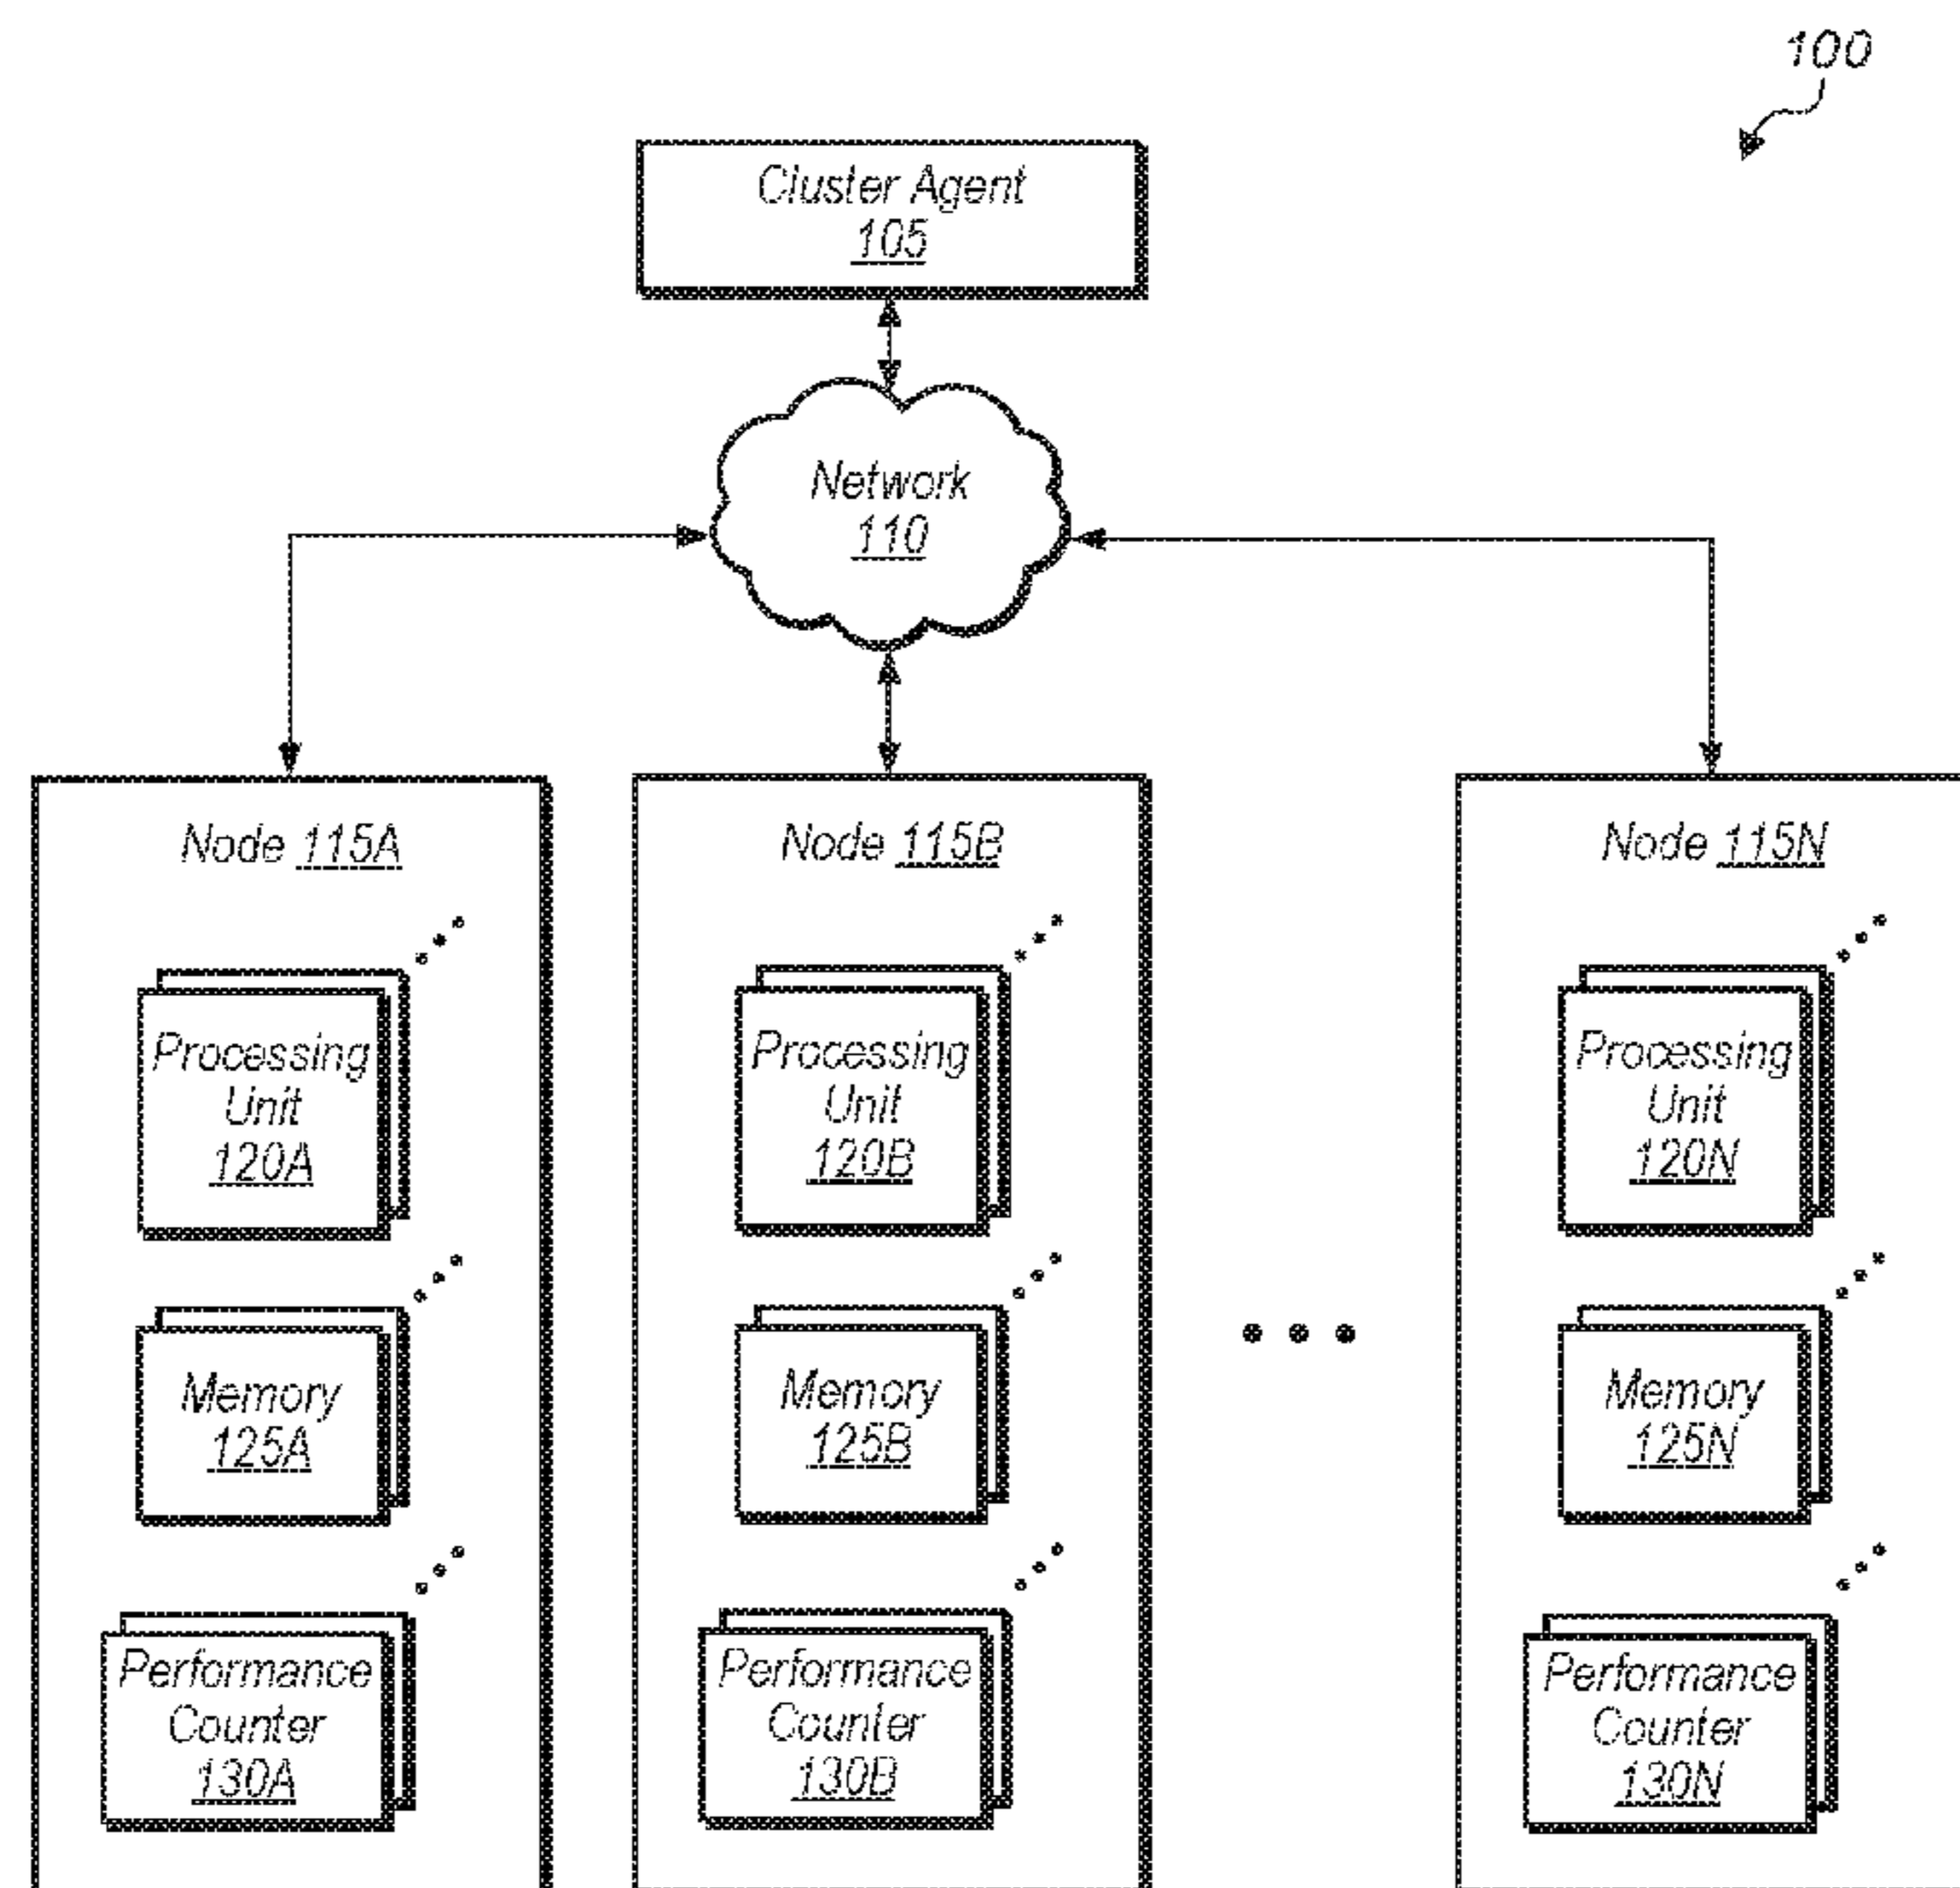 100
Cluster Agent
105
Network
110
Node 115A
Processing
Unit
120A
Memory
125A
Performance
Counter
130A
Node 115B
Processing
Unit
120B
Memory
125B
Performance
Counter
130B
Node 115N
Processing
Unit
120N
Memory
125N
Performance
Counter
130N